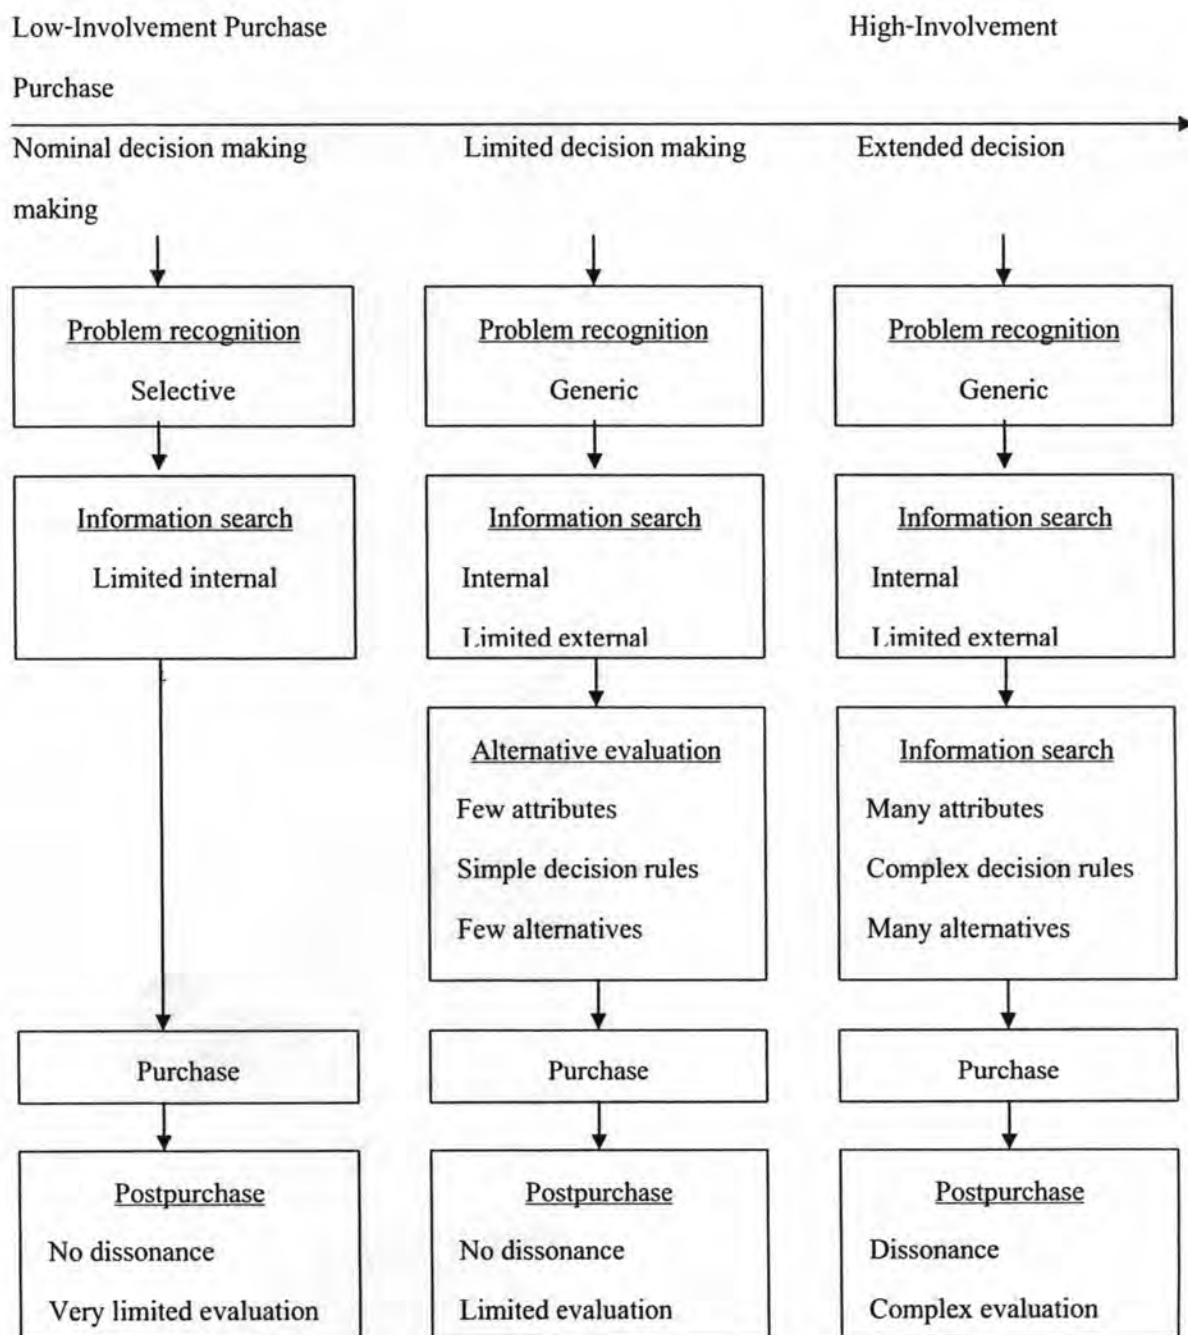 Low-Involvement Purchase High-Involvement
Purchase
Nominal decision making Limited decision making Extended decision
making
Problem recognition
Selective
Problem recognition
Generic
Problem recognition
Generic
Information search
Limited internal
Information search
Internal
Limited external
Information search
Internal
Limited external
Alternative evaluation
Few attributes
Simple decision rules
Few alternatives
Information search
Many attributes
Complex decision rules
Many alternatives
Purchase
Purchase
Purchase
Postpurchase
No dissonance
Very limited evaluation
Postpurchase
No dissonance
Limited evaluation
Postpurchase
Dissonance
Complex evaluation